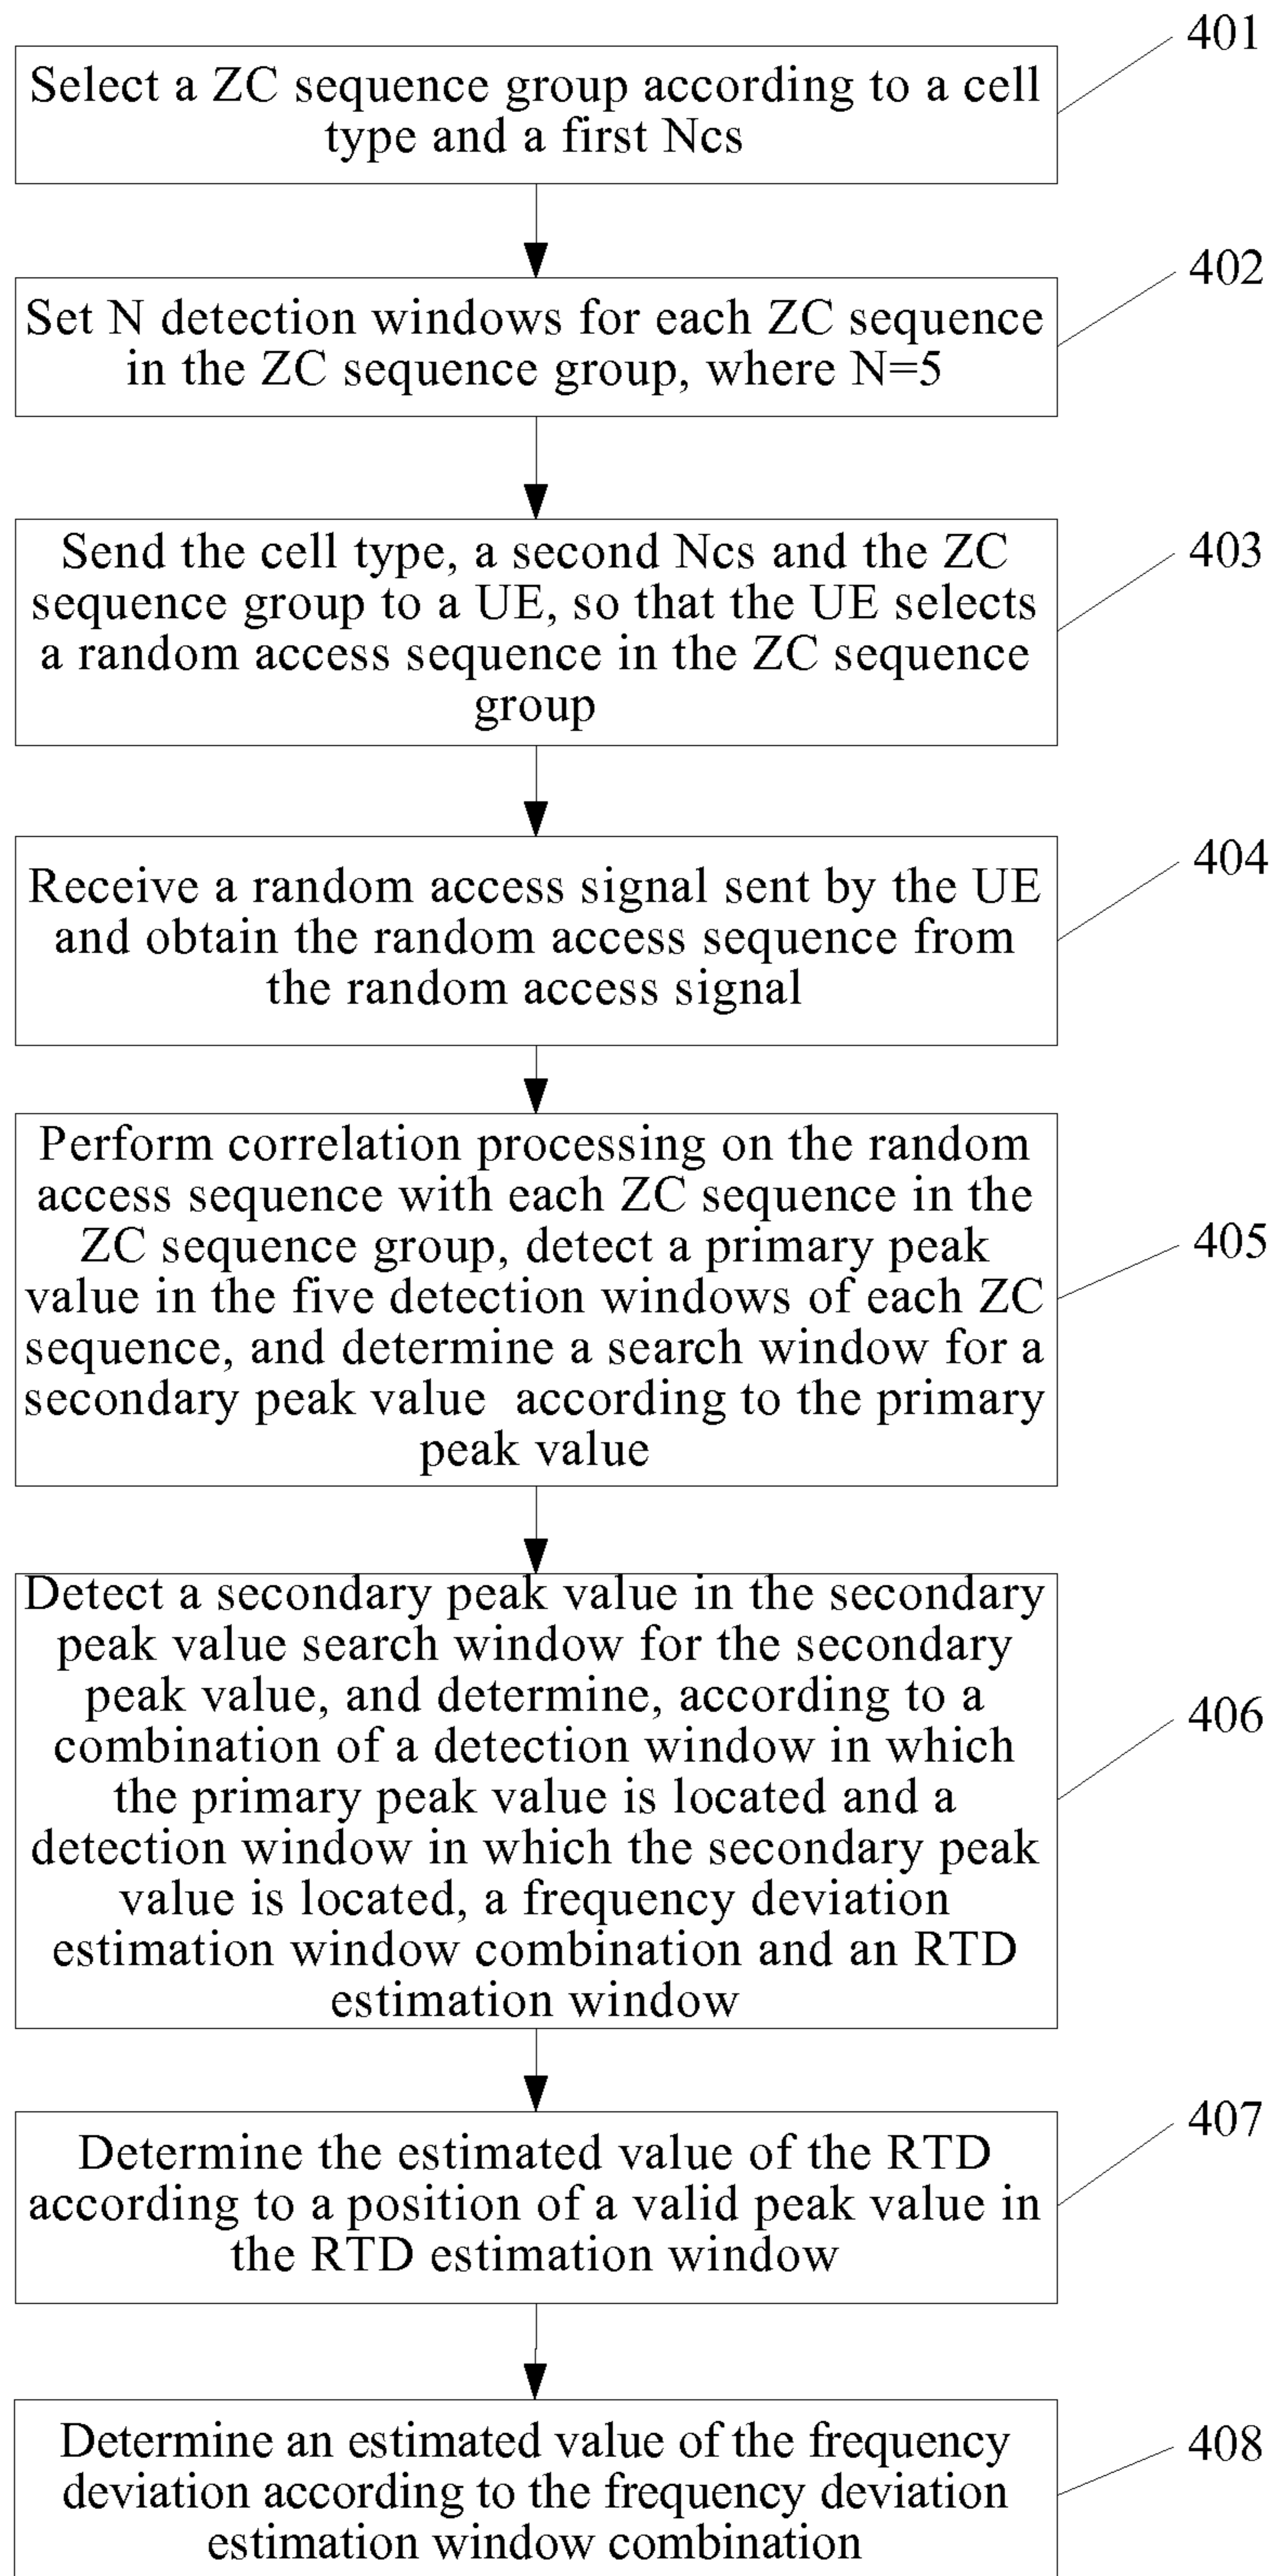 401
Select a ZC sequence group according to a cell
type and a first Ncs
402
Set N detection windows for each ZC sequence
in the ZC sequence group, where N=5
403
Send the cell type, a second Ncs and the ZC
sequence group to a UE, so that the UE selects
a random access sequence in the ZC sequence
group
404
Receive a random access signal sent by the UE
and obtain the random access sequence from
the random access signal
405
Perform correlation processing on the random
access sequence with each ZC sequence in the
ZC sequence group, detect a primary peak
value in the five detection windows of each ZC
sequence, and determine a search window for a
secondary peak value according to the primary
peak value
406
Detect a secondary peak value in the secondary
peak value search window for the secondary
peak value, and determine, according to a
combination of a detection window in which
the primary peak value is located and a
detection window in which the secondary peak
value is located, a frequency deviation
estimation window combination and an RTD
estimation window
407
Determine the estimated value of the RTD
according to a position of a valid peak value in
the RTD estimation window
408
Determine an estimated value of the frequency
deviation according to the frequency deviation
estimation window combination